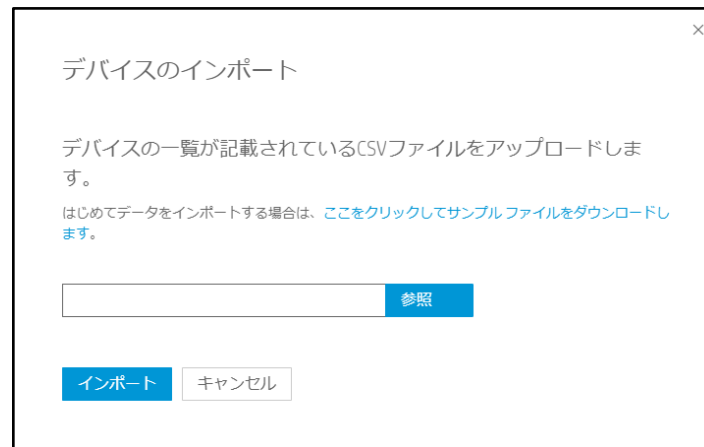 ×
デバイスのインポート
デバイスの一覧が記載されているCSVファイルをアップロードしま
す。
はじめてデータをインポートする場合は、ここをクリックしてサンプル ファイルをダウンロードし
ます。
参照
インポート キャンセル